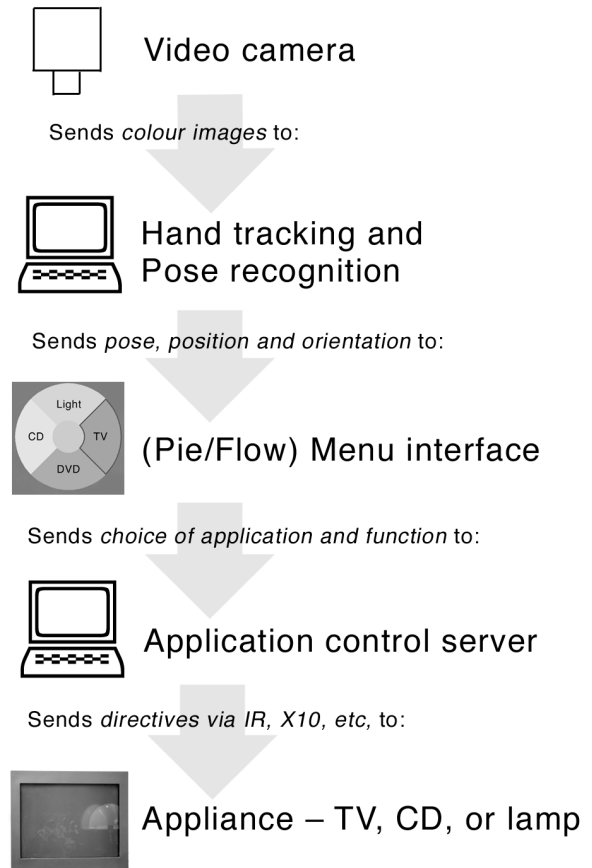 Video camera
Sends colour images to:
Hand tracking and
Pose recognition
Sends pose, position and orientation to:
Light
CD
TV
DVD
(Pie/Flow) Menu interface
Sends choice of application and function to:
Application control server
Sends directives via IR, X10, etc, to:
Appliance – TV, CD, or lamp